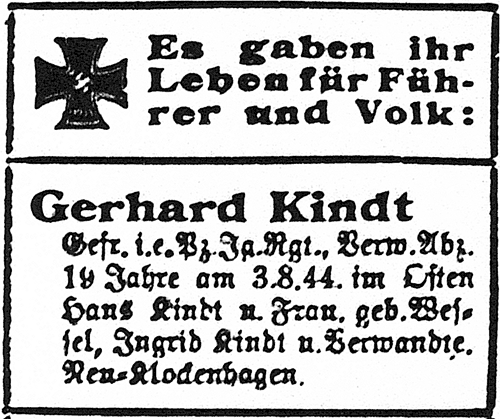 Es gaben ihr
Leben für Füh-
rer und Volk:
Gerhard Kindt
Gefr. i. e. Pz. Jg. Rgt., Verw. Abz.
19 Jahre am 3. 8. 44. im Osten
Hans Kindt u. Frau, geb. Wes-
sel, Ingrid Kindt u. Verwandte.
Neu-Klockenhagen.